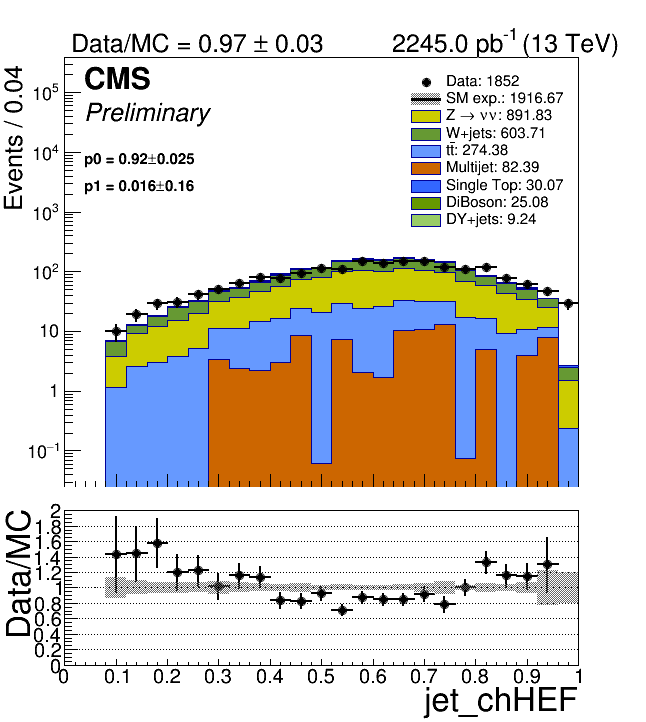 Data/MC = 0.97 ± 0.03
2245.0 pb⁻¹ (13 TeV)
Events / 0.04
CMS
Preliminary
p0 = 0.92±0.025
p1 = 0.016±0.16
Data: 1852
SM exp.: 1916.67
Z → νν: 891.83
W+jets: 603.71
tt̄: 274.38
Multijet: 82.39
Single Top: 30.07
DiBoson: 25.08
DY+jets: 9.24
10⁵
10⁴
10³
10²
10
1
10⁻¹
Data/MC
2
1.8
1.6
1.4
1.2
1
0.8
0.6
0.4
0.2
0
0 0.1 0.2 0.3 0.4 0.5 0.6 0.7 0.8 0.9 1
jet_chHEF